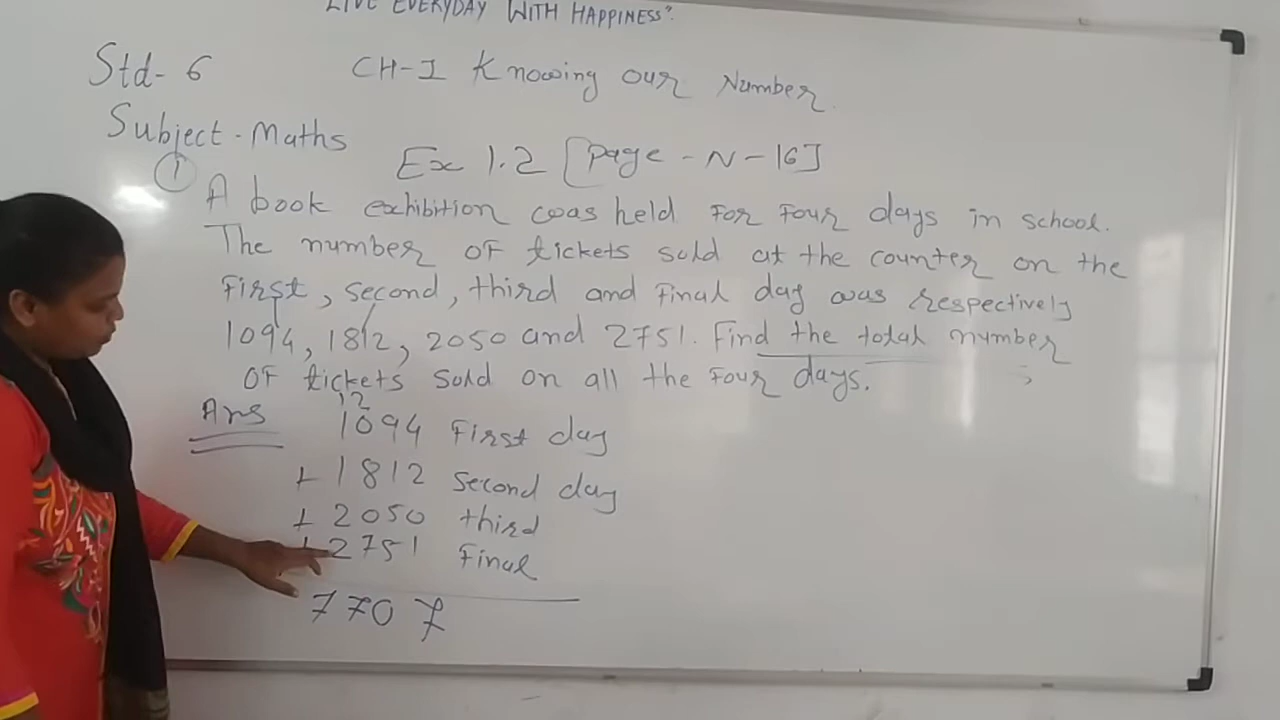 LIVE EVERYDAY WITH HAPPINESS".
Std- 6
CH-I Knowing our Number.
Subject - Maths
Ex 1.2 [Page - N - 16]
① A book exhibition was held for four days in school.
The number of tickets sold at the counter on the
first, second, third and final day was respectively
1094, 1812, 2050 and 2751. Find the total number
of tickets sold on all the four days.
Ans
12
1094 First day
+ 1812 Second day
+ 2050 third
+ 2751 Final
7707